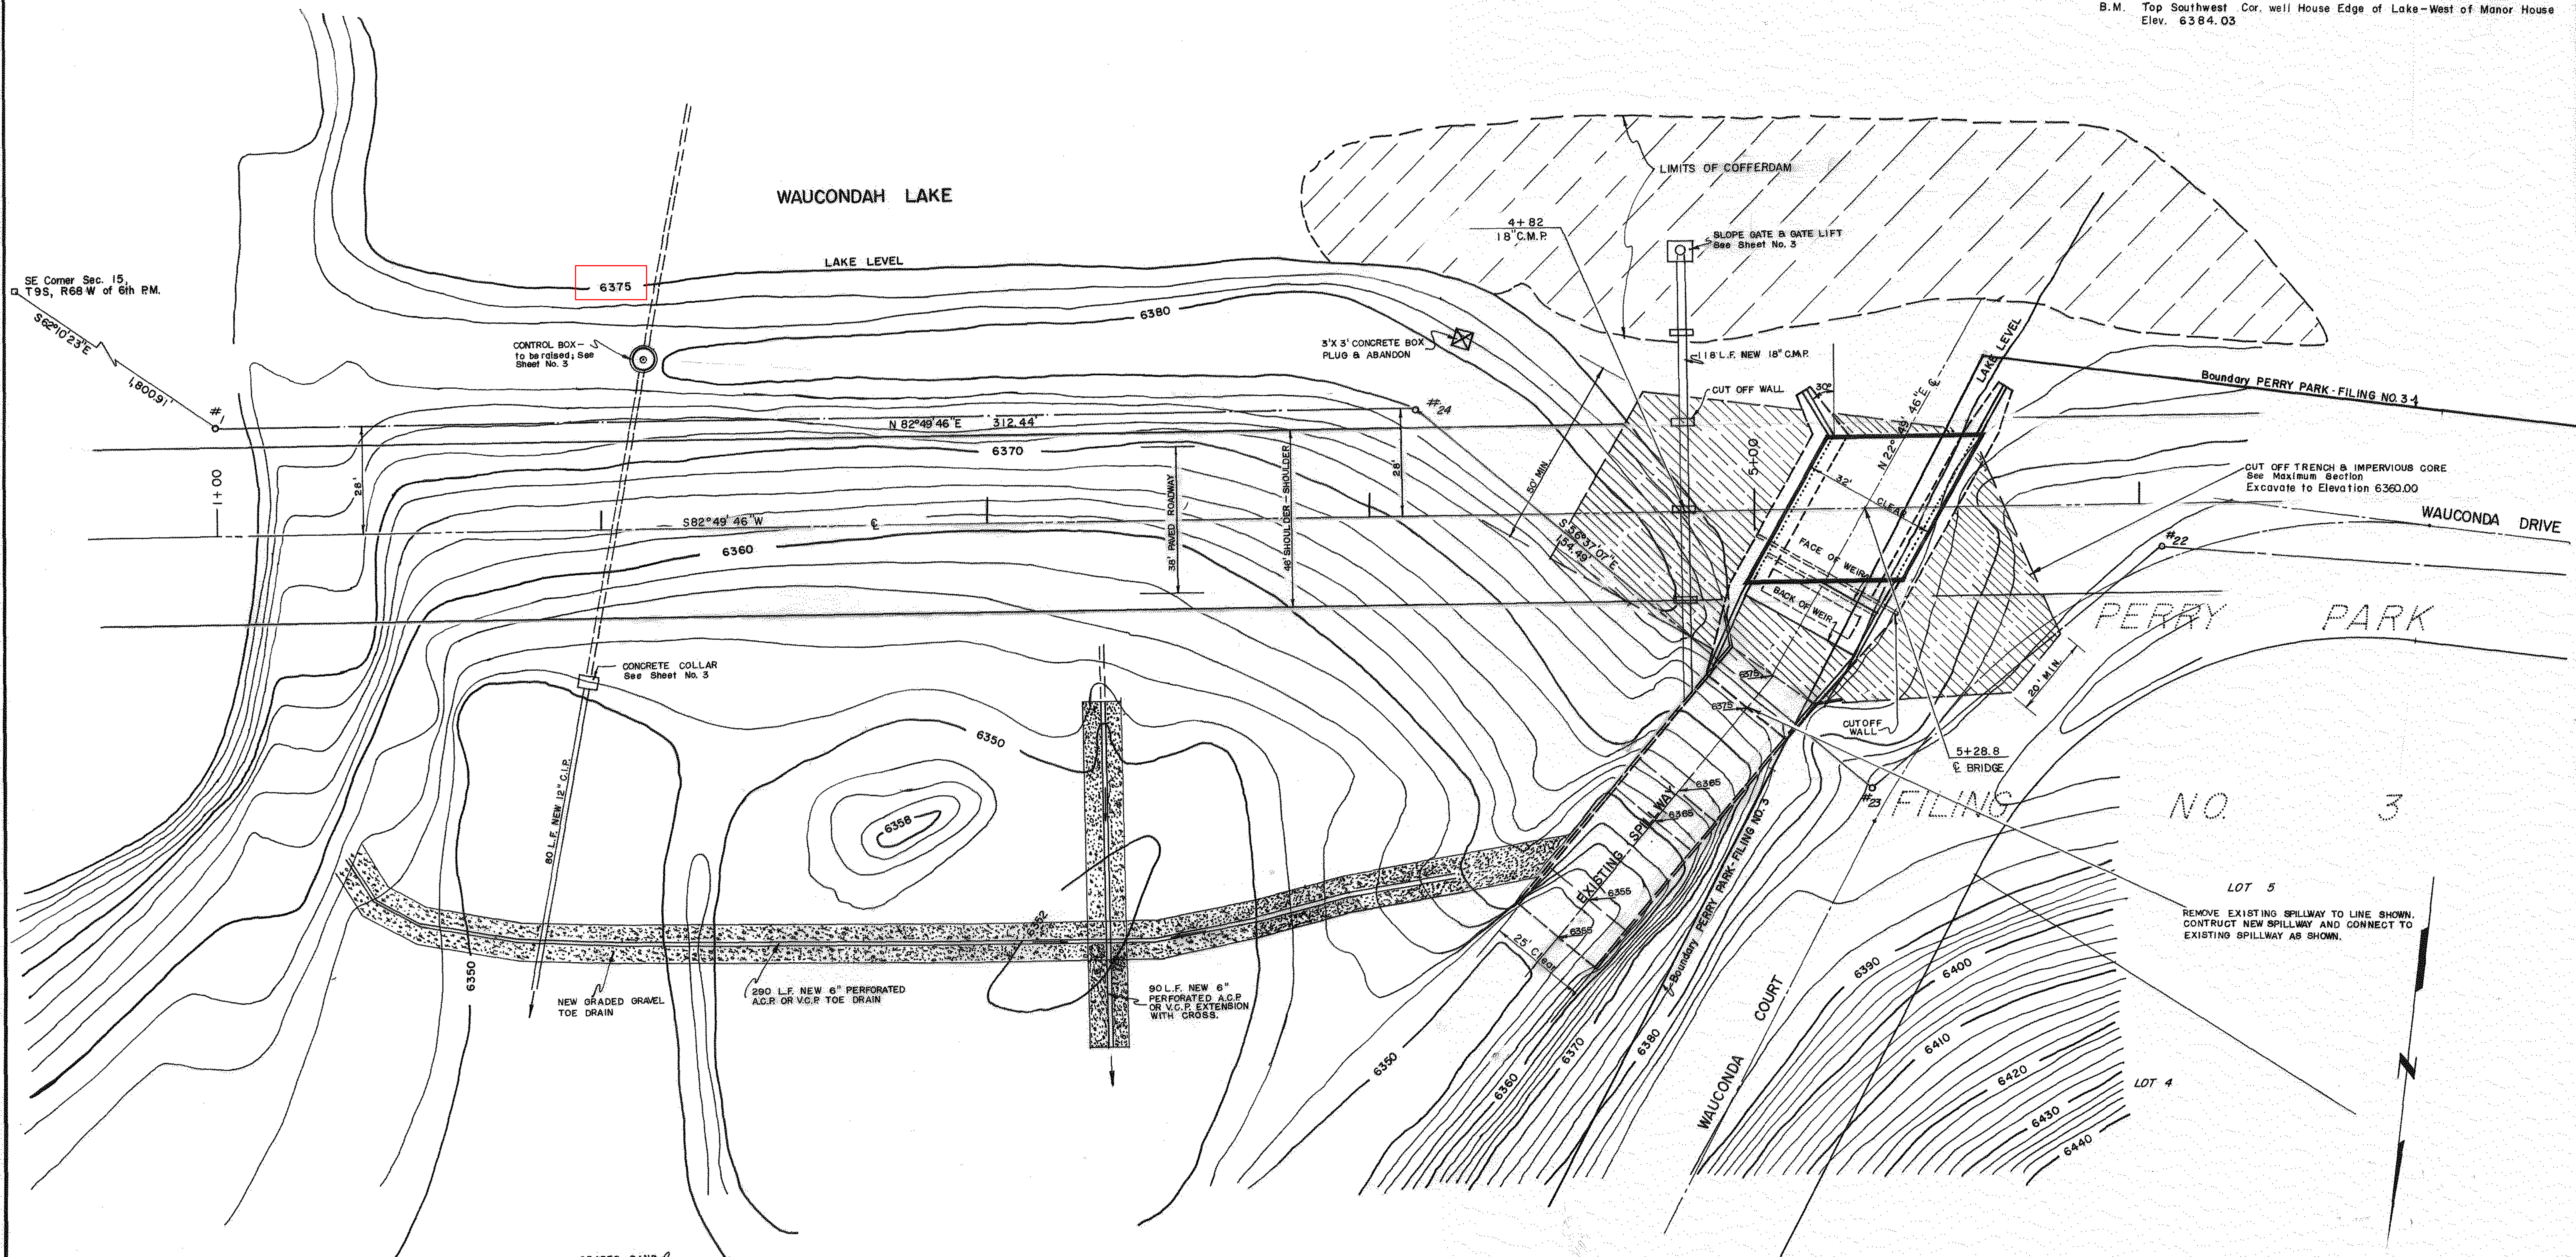 B.M. Top Southwest Cor. well House Edge of Lake-West of Manor House
Elev. 6384.03
WAUCONDAH LAKE
LIMITS OF COFFERDAM
4+82
18" C.M.P.
SLOPE GATE & GATE LIFT
See Sheet No. 3
LAKE LEVEL
6375
SE Corner Sec. 15,
T9S, R68W of 6th P.M.
S62°10'23"E
1,800.91'
#1
6380
CONTROL BOX-
to be raised; See
Sheet No. 3
3'X 3' CONCRETE BOX
PLUG & ABANDON
118 L.F. NEW 18" C.M.P.
CUT OFF WALL
30°
LAKE LEVEL
Boundary PERRY PARK-FILING NO. 3-
#24
N 82°49'46"E 312.44'
6370
28'
28'
1+00
50' MIN.
5+00
32' CLEAR
CUT OFF TRENCH & IMPERVIOUS CORE
See Maximum Section
Excavate to Elevation 6360.00
WAUCONDA DRIVE
#22
S82°49'46"W
℄
6360
38' PAVED ROADWAY
46' SHOULDER-SHOULDER
S 56°37'07"E
154.49'
FACE OF WEIR
BACK OF WEIR
PERRY PARK
20' MIN.
CONCRETE COLLAR
See Sheet No. 3
6375
6375
CUT OFF
WALL
5+28.8
℄ BRIDGE
6350
80 L.F. NEW 12" C.I.P.
6358
6365
6365
#23
FILING NO. 3
EXISTING SPILLWAY
Boundary PERRY PARK-FILING NO. 3
6355
6355
25' Clear
LOT 5
REMOVE EXISTING SPILLWAY TO LINE SHOWN.
CONTRUCT NEW SPILLWAY AND CONNECT TO
EXISTING SPILLWAY AS SHOWN.
6352
6350
NEW GRADED GRAVEL
TOE DRAIN
290 L.F. NEW 6" PERFORATED
A.C.P. OR V.C.P. TOE DRAIN
90 L.F. NEW 6"
PERFORATED A.C.P.
OR V.C.P. EXTENSION
WITH CROSS.
6350
6360
6370
6380
WAUCONDA COURT
6390
6400
6410
6420
6430
6440
LOT 4
N